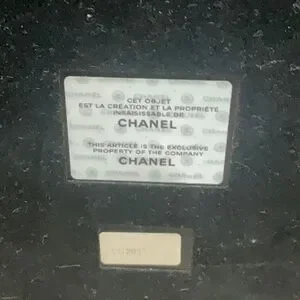 CET OBJET
EST LA CRÉATION ET LA PROPRIÉTÉ
INSAISISSABLE DE
CHANEL
THIS ARTICLE IS THE EXCLUSIVE
PROPERTY OF THE COMPANY
CHANEL